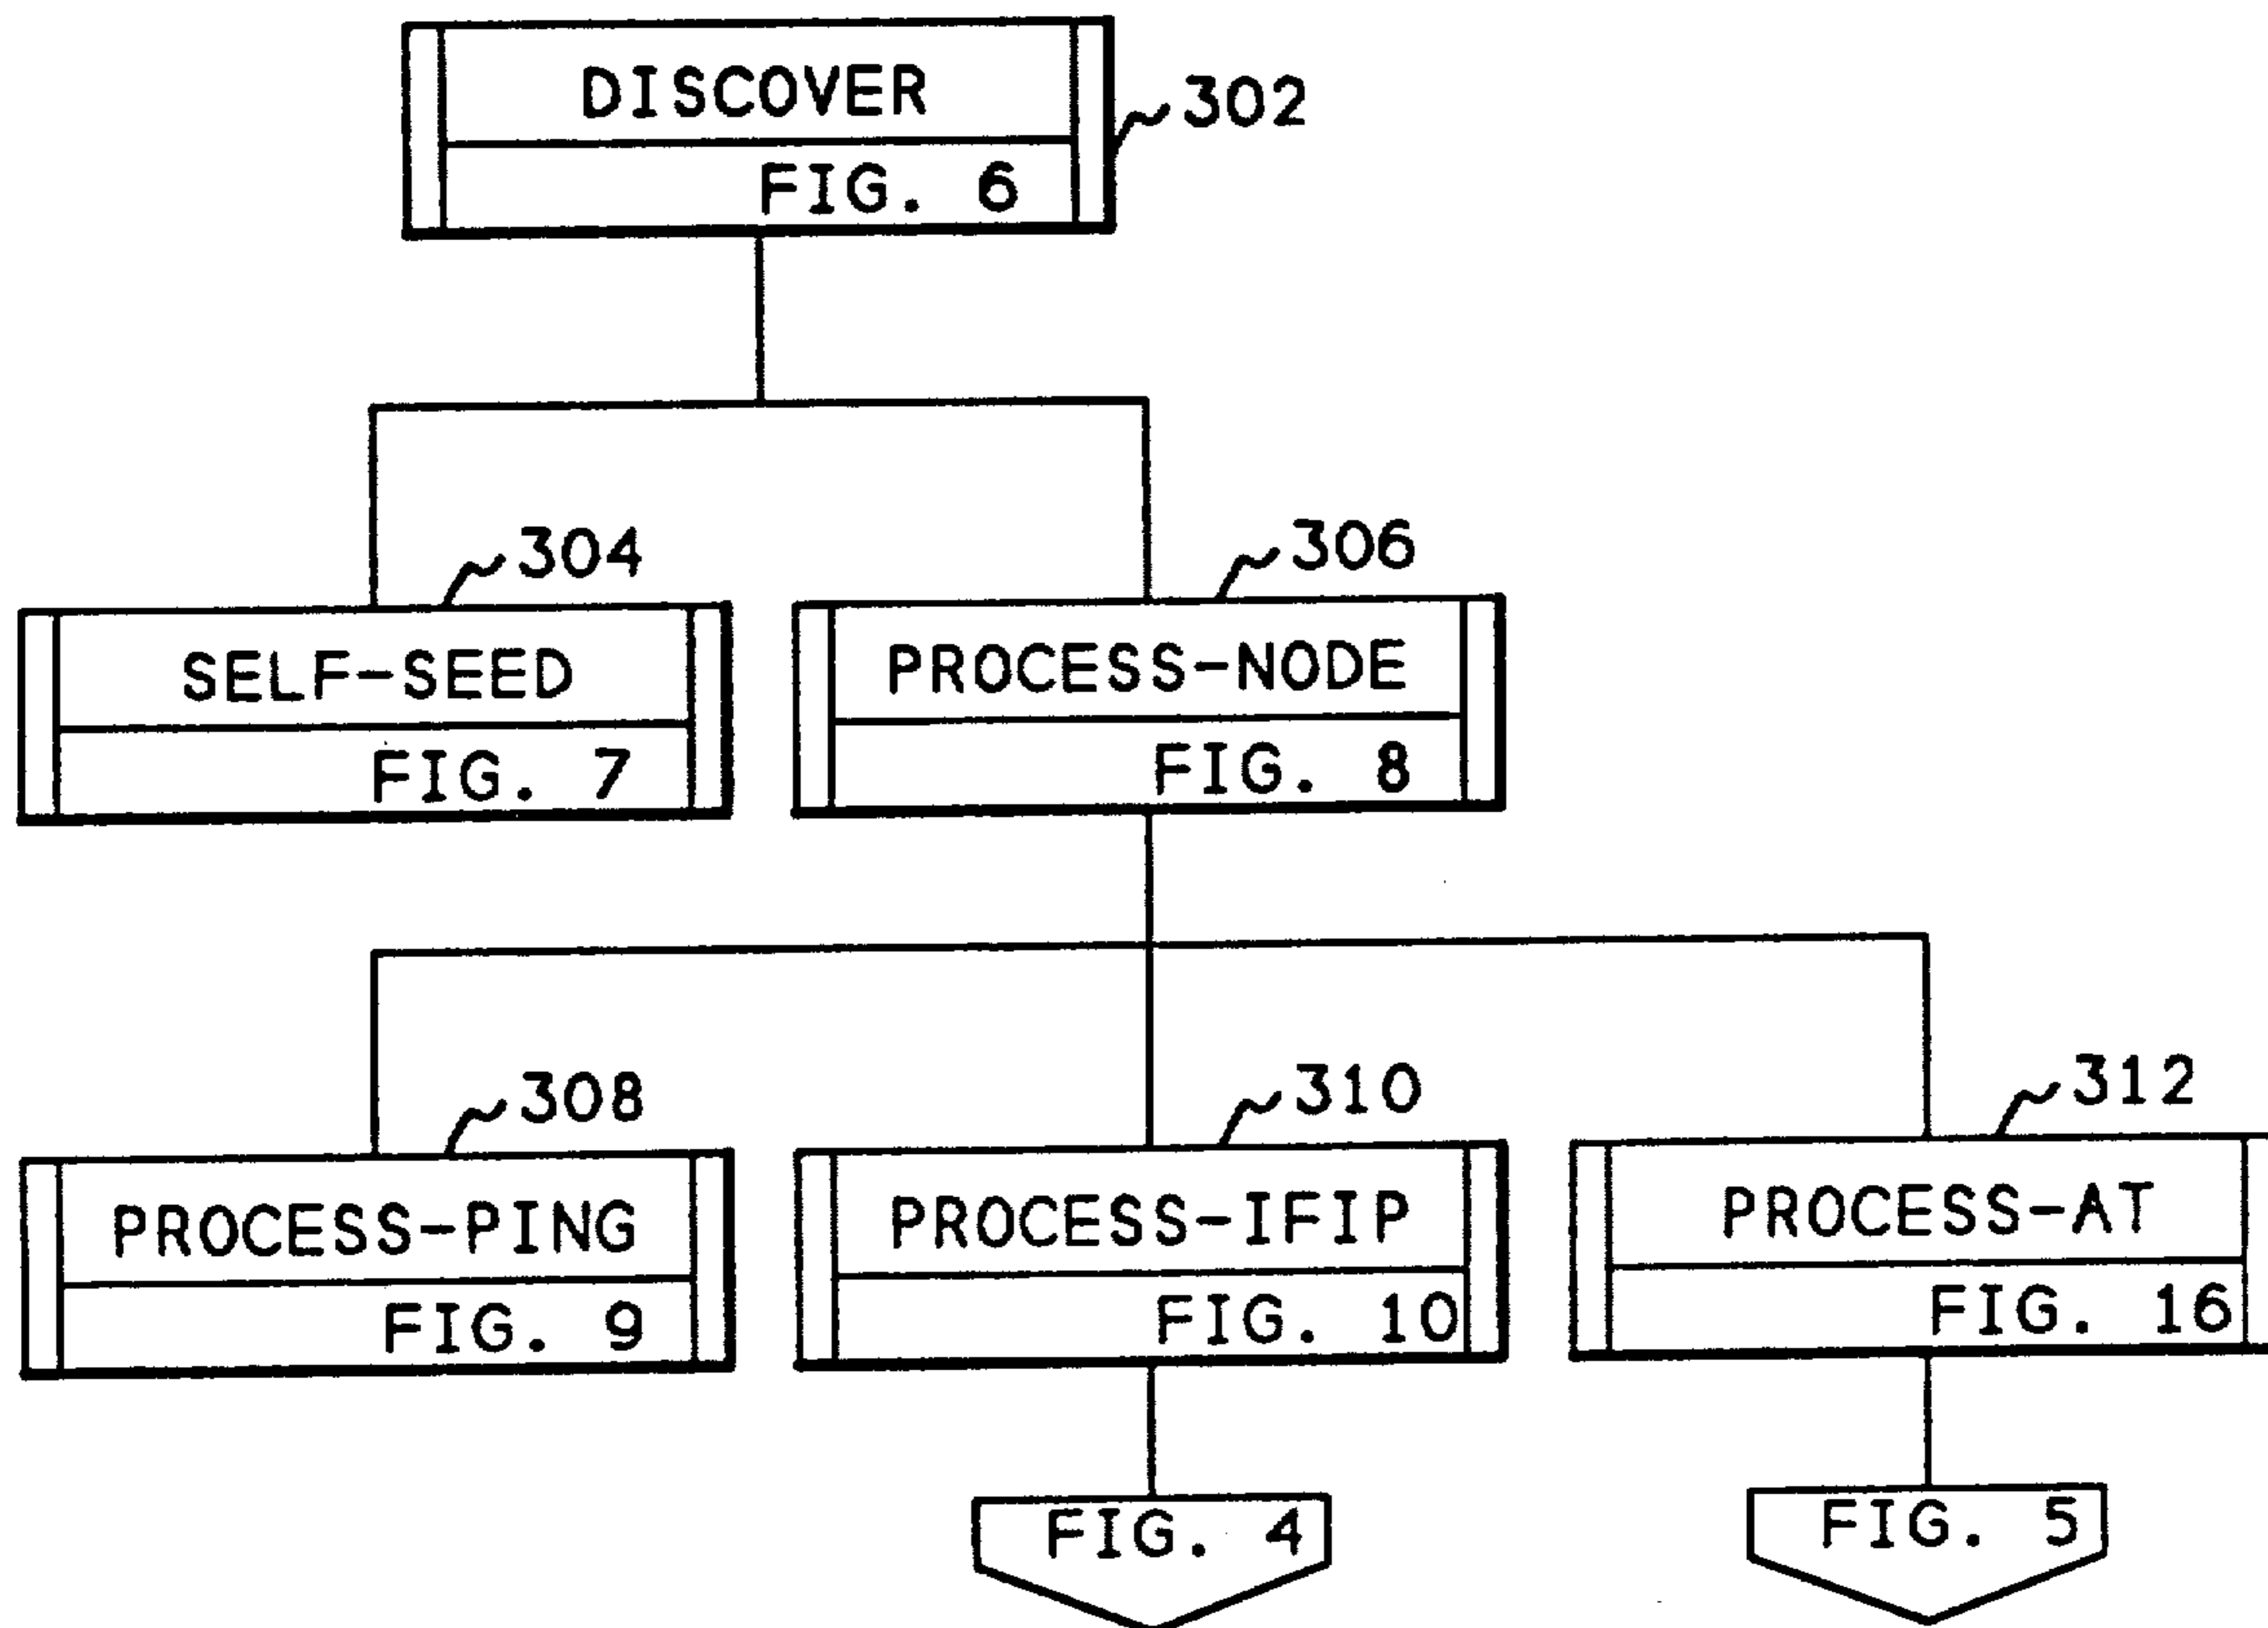 DISCOVER
302
FIG. 6
304
306
SELF-SEED
PROCESS-NODE
FIG. 7
FIG. 8
308
310
312
PROCESS-PING
PROCESS-IFIP
PROCESS-AT
FIG. 9
FIG. 10
FIG. 16
FIG. 4
FIG. 5